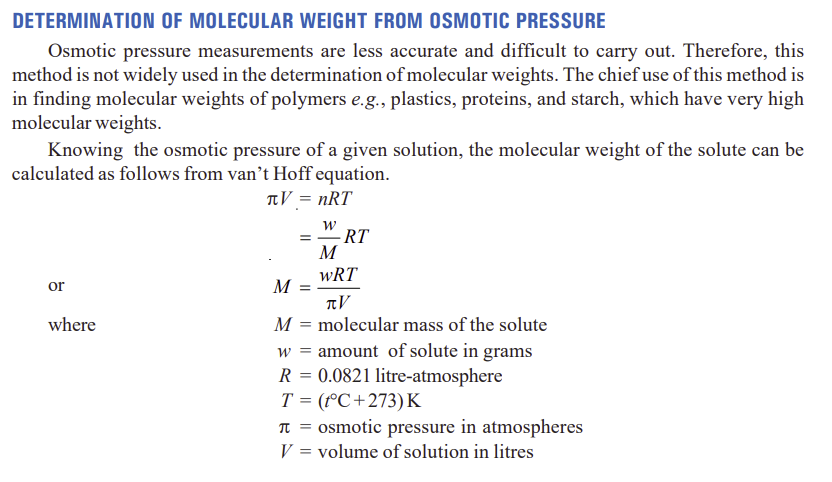 DETERMINATION OF MOLECULAR WEIGHT FROM OSMOTIC PRESSURE
Osmotic pressure measurements are less accurate and difficult to carry out. Therefore, this
method is not widely used in the determination of molecular weights. The chief use of this method is
in finding molecular weights of polymers e.g., plastics, proteins, and starch, which have very high
molecular weights.
Knowing the osmotic pressure of a given solution, the molecular weight of the solute can be
calculated as follows from van't Hoff equation.
πV = nRT
= w/M RT
or M = wRT/πV
where M = molecular mass of the solute
w = amount of solute in grams
R = 0.0821 litre-atmosphere
T = (t°C+273) K
π = osmotic pressure in atmospheres
V = volume of solution in litres